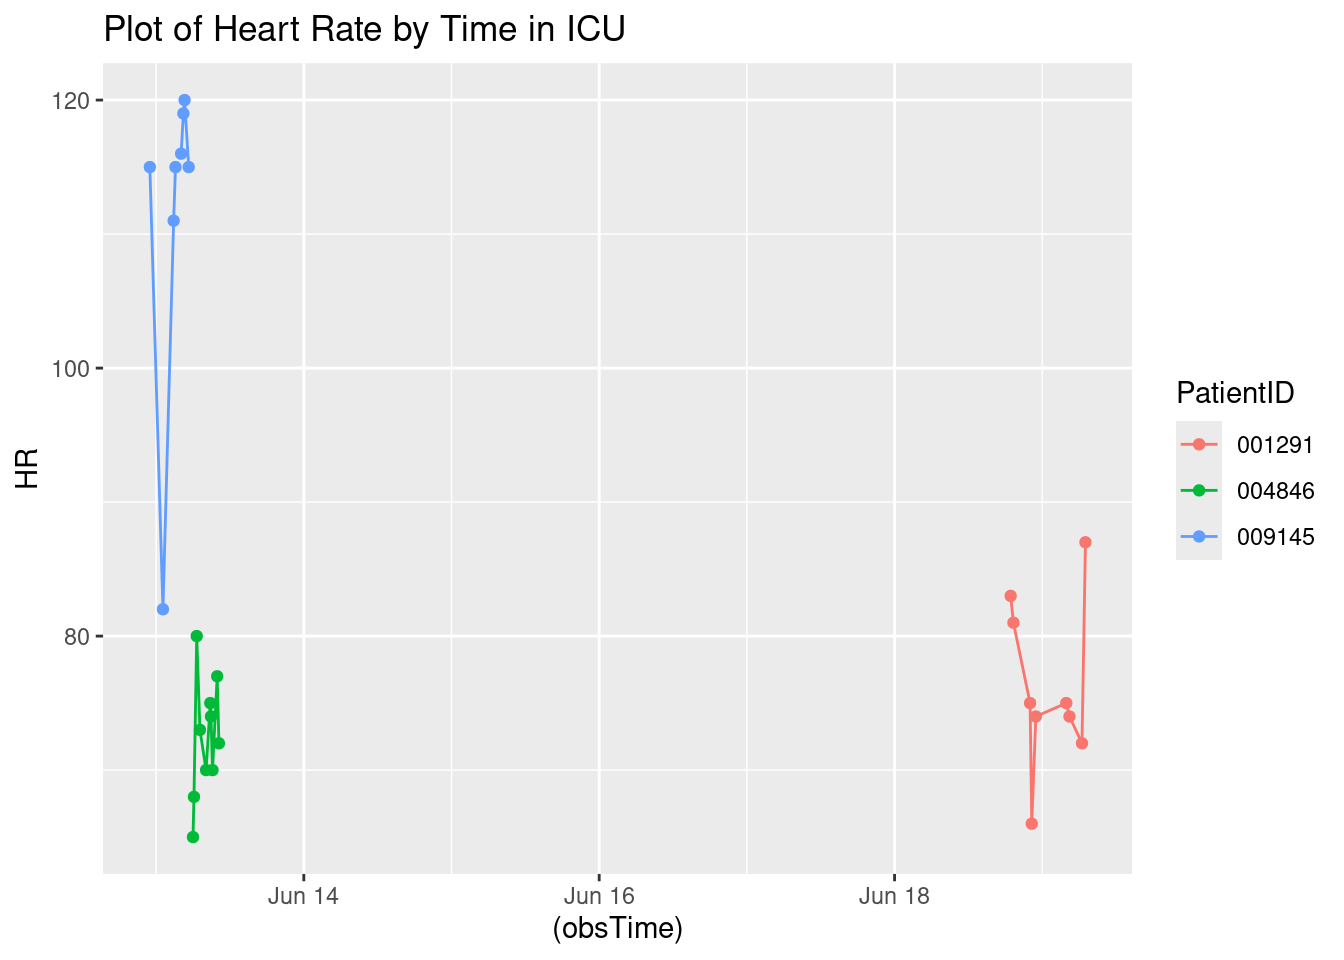 Plot of Heart Rate by Time in ICU
120
100
80
HR
Jun 14
Jun 16
Jun 18
(obsTime)
PatientID
001291
004846
009145